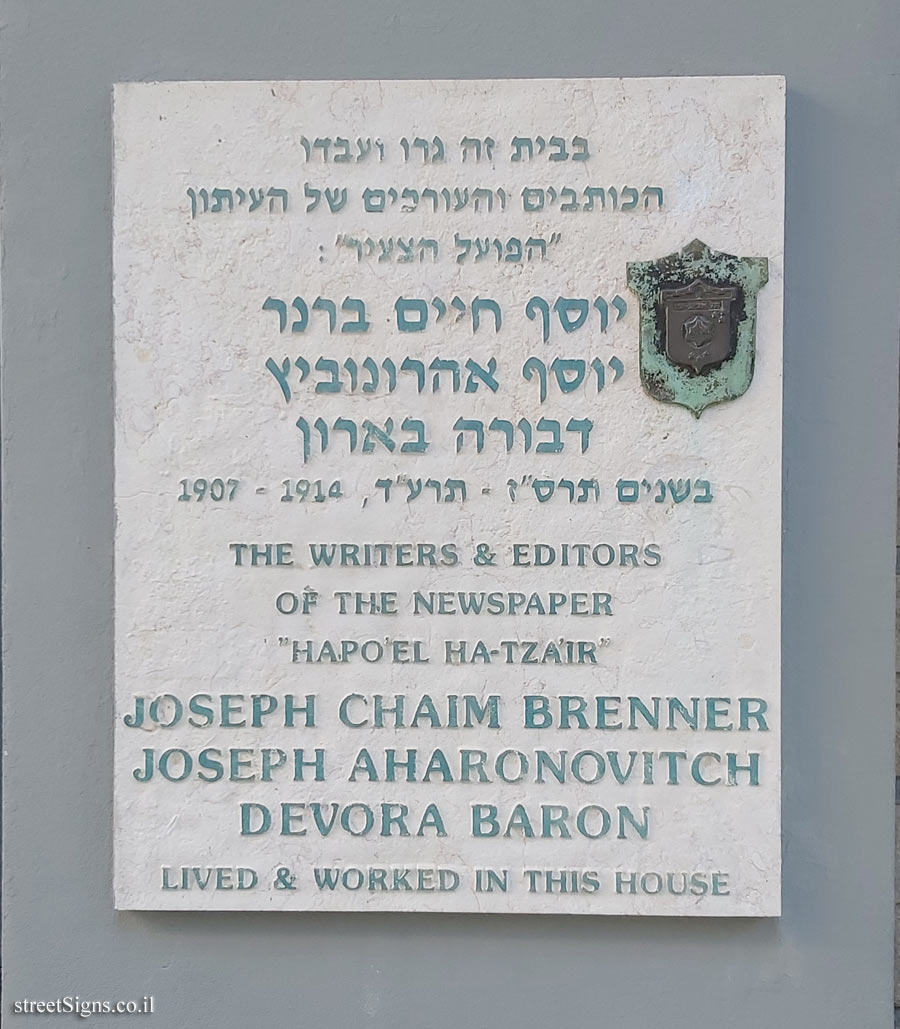 בבית זה גרו ועבדו
הכותבים והעורכים של העיתון
"הפועל הצעיר":
יוסף חיים ברנר
יוסף אהרונוביץ
דבורה בארון
בשנים תרס"ז - תרע"ד, 1914 - 1907
THE WRITERS & EDITORS
OF THE NEWSPAPER
"HAPO'EL HA-TZA'IR"
JOSEPH CHAIM BRENNER
JOSEPH AHARONOVITCH
DEVORA BARON
LIVED & WORKED IN THIS HOUSE
streetSigns.co.il